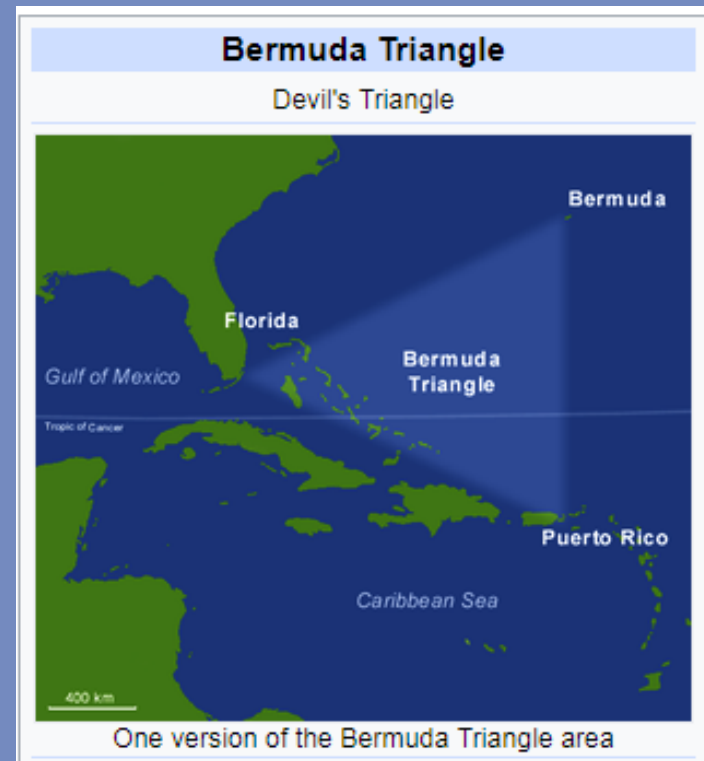 Bermuda Triangle
Devil's Triangle
Bermuda
Florida
Bermuda
Triangle
Gulf of Mexico
Tropic of Cancer
Puerto Rico
Caribbean Sea
400 km
One version of the Bermuda Triangle area